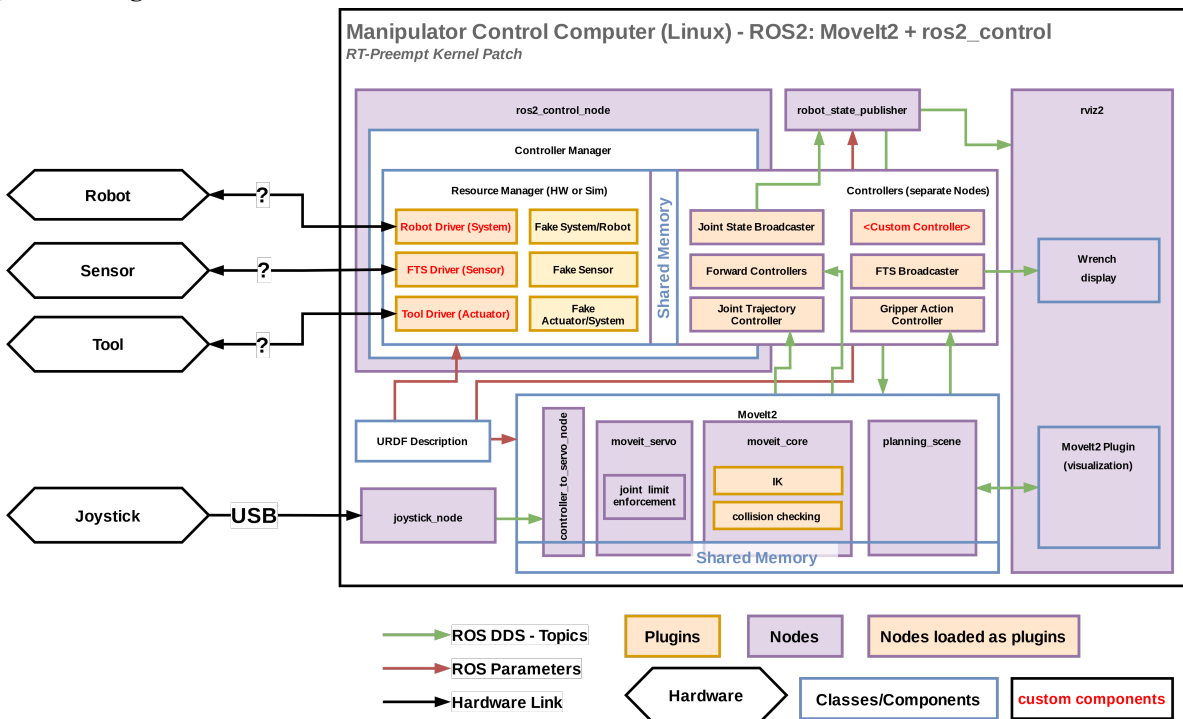 Manipulator Control Computer (Linux) - ROS2: MoveIt2 + ros2_control
RT-Preempt Kernel Patch
ros2_control_node
robot_state_publisher
rviz2
Controller Manager
Resource Manager (HW or Sim)
Shared Memory
Controllers (separate Nodes)
Robot
?
Robot Driver (System)
Fake System/Robot
Joint State Broadcaster
<Custom Controller>
Sensor
?
FTS Driver (Sensor)
Fake Sensor
Forward Controllers
FTS Broadcaster
Wrench
display
Tool
?
Tool Driver (Actuator)
Fake
Actuator/System
Joint Trajectory
Controller
Gripper Action
Controller
URDF Description
MoveIt2
controller_to_servo_node
moveit_servo
joint limit
enforcement
moveit_core
IK
collision checking
planning_scene
MoveIt2 Plugin
(visualization)
Joystick
USB
joystick_node
Shared Memory
ROS DDS - Topics
ROS Parameters
Hardware Link
Plugins
Nodes
Nodes loaded as plugins
Hardware
Classes/Components
custom components